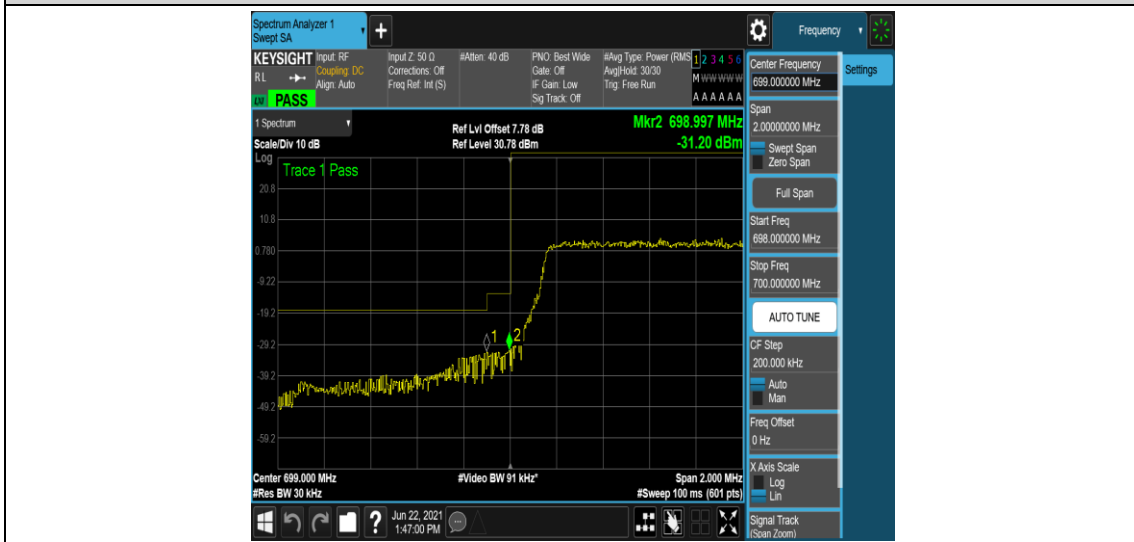 Spectrum Analyzer 1
Swept SA
+
Frequency
KEYSIGHT
R L
LXI
PASS
Input: RF
Coupling: DC
Align: Auto
Input Z: 50 Ω
Corrections: Off
Freq Ref: Int (S)
#Atten: 40 dB
PNO: Best Wide
Gate: Off
IF Gain: Low
Sig Track: Off
#Avg Type: Power (RMS
Avg|Hold: 30/30
Trig: Free Run
1 2 3 4 5 6
M W W W W W
A A A A A A
1 Spectrum
Scale/Div 10 dB
Ref Lvl Offset 7.78 dB
Ref Level 30.78 dBm
Mkr2 698.997 MHz
-31.20 dBm
Log
Trace 1 Pass
20.8
10.8
0.780
-9.22
-19.2
-29.2
-39.2
-49.2
-59.2
1
2
Center 699.000 MHz
#Res BW 30 kHz
#Video BW 91 kHz*
Span 2.000 MHz
#Sweep 100 ms (601 pts)
Center Frequency
699.000000 MHz
Settings
Span
2.00000000 MHz
Swept Span
Zero Span
Full Span
Start Freq
698.000000 MHz
Stop Freq
700.000000 MHz
AUTO TUNE
CF Step
200.000 kHz
Auto
Man
Freq Offset
0 Hz
X Axis Scale
Log
Lin
Signal Track
(Span Zoom)
?
Jun 22, 2021
1:47:00 PM